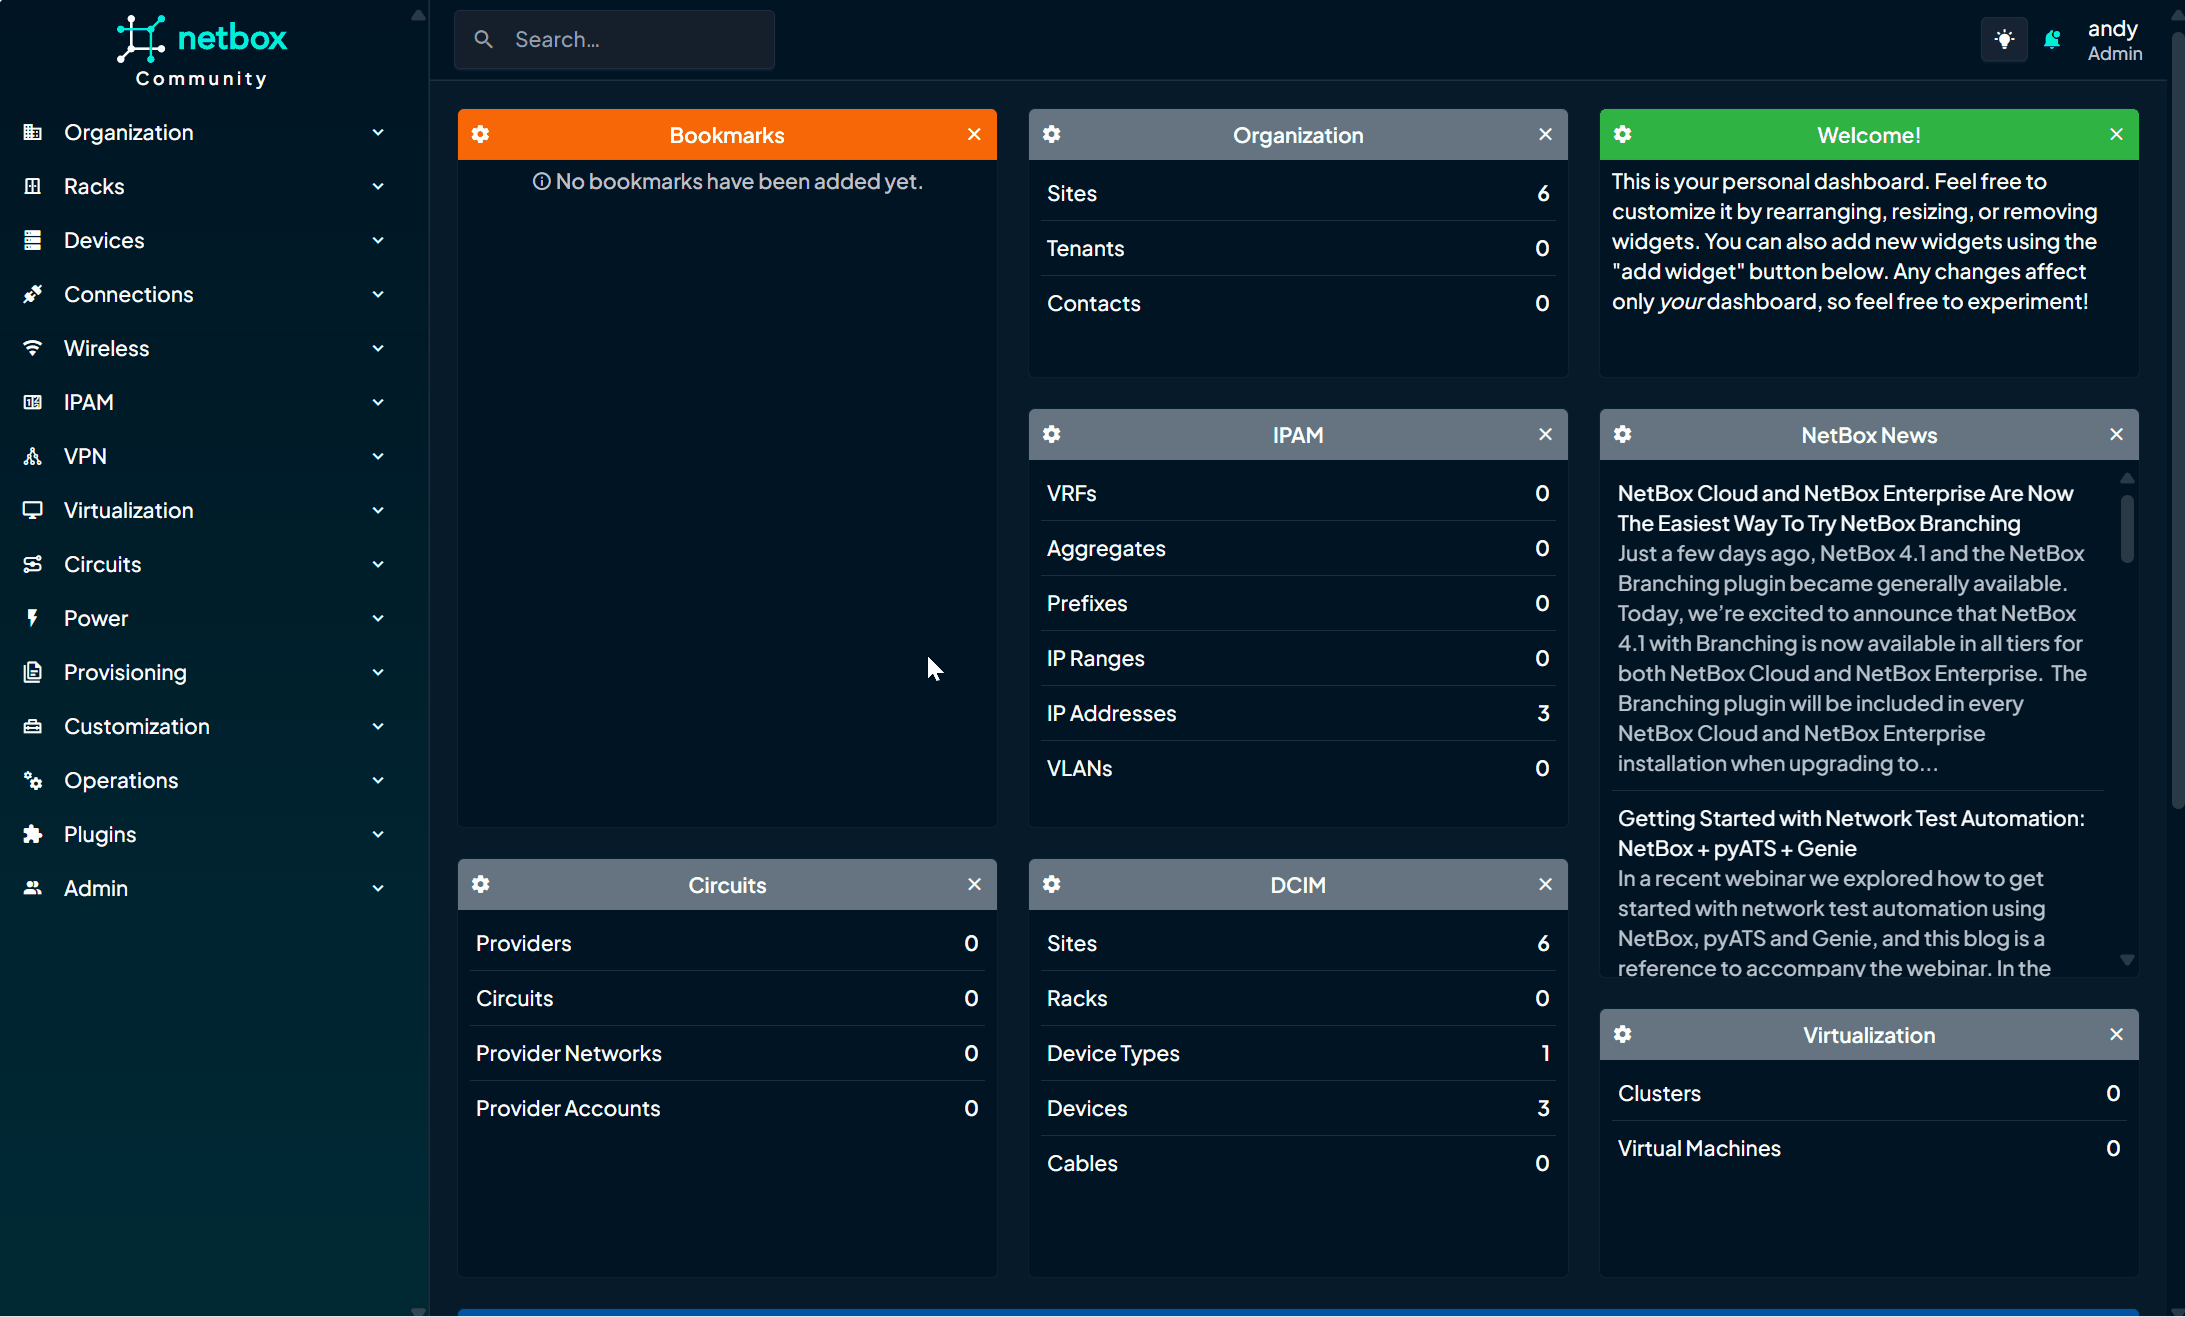 netbox
Community
Search...
andy
Admin
Organization
Racks
Devices
Connections
Wireless
IPAM
VPN
Virtualization
Circuits
Power
Provisioning
Customization
Operations
Plugins
Admin
Bookmarks
No bookmarks have been added yet.
Organization
Sites 6
Tenants 0
Contacts 0
Welcome!
This is your personal dashboard. Feel free to
customize it by rearranging, resizing, or removing
widgets. You can also add new widgets using the
"add widget" button below. Any changes affect
only your dashboard, so feel free to experiment!
IPAM
VRFs 0
Aggregates 0
Prefixes 0
IP Ranges 0
IP Addresses 3
VLANs 0
NetBox News
NetBox Cloud and NetBox Enterprise Are Now
The Easiest Way To Try NetBox Branching
Just a few days ago, NetBox 4.1 and the NetBox
Branching plugin became generally available.
Today, we’re excited to announce that NetBox
4.1 with Branching is now available in all tiers for
both NetBox Cloud and NetBox Enterprise.  The
Branching plugin will be included in every
NetBox Cloud and NetBox Enterprise
installation when upgrading to...
Getting Started with Network Test Automation:
NetBox + pyATS + Genie
In a recent webinar we explored how to get
started with network test automation using
NetBox, pyATS and Genie, and this blog is a
reference to accompany the webinar. In the
Circuits
Providers 0
Circuits 0
Provider Networks 0
Provider Accounts 0
DCIM
Sites 6
Racks 0
Device Types 1
Devices 3
Cables 0
Virtualization
Clusters 0
Virtual Machines 0